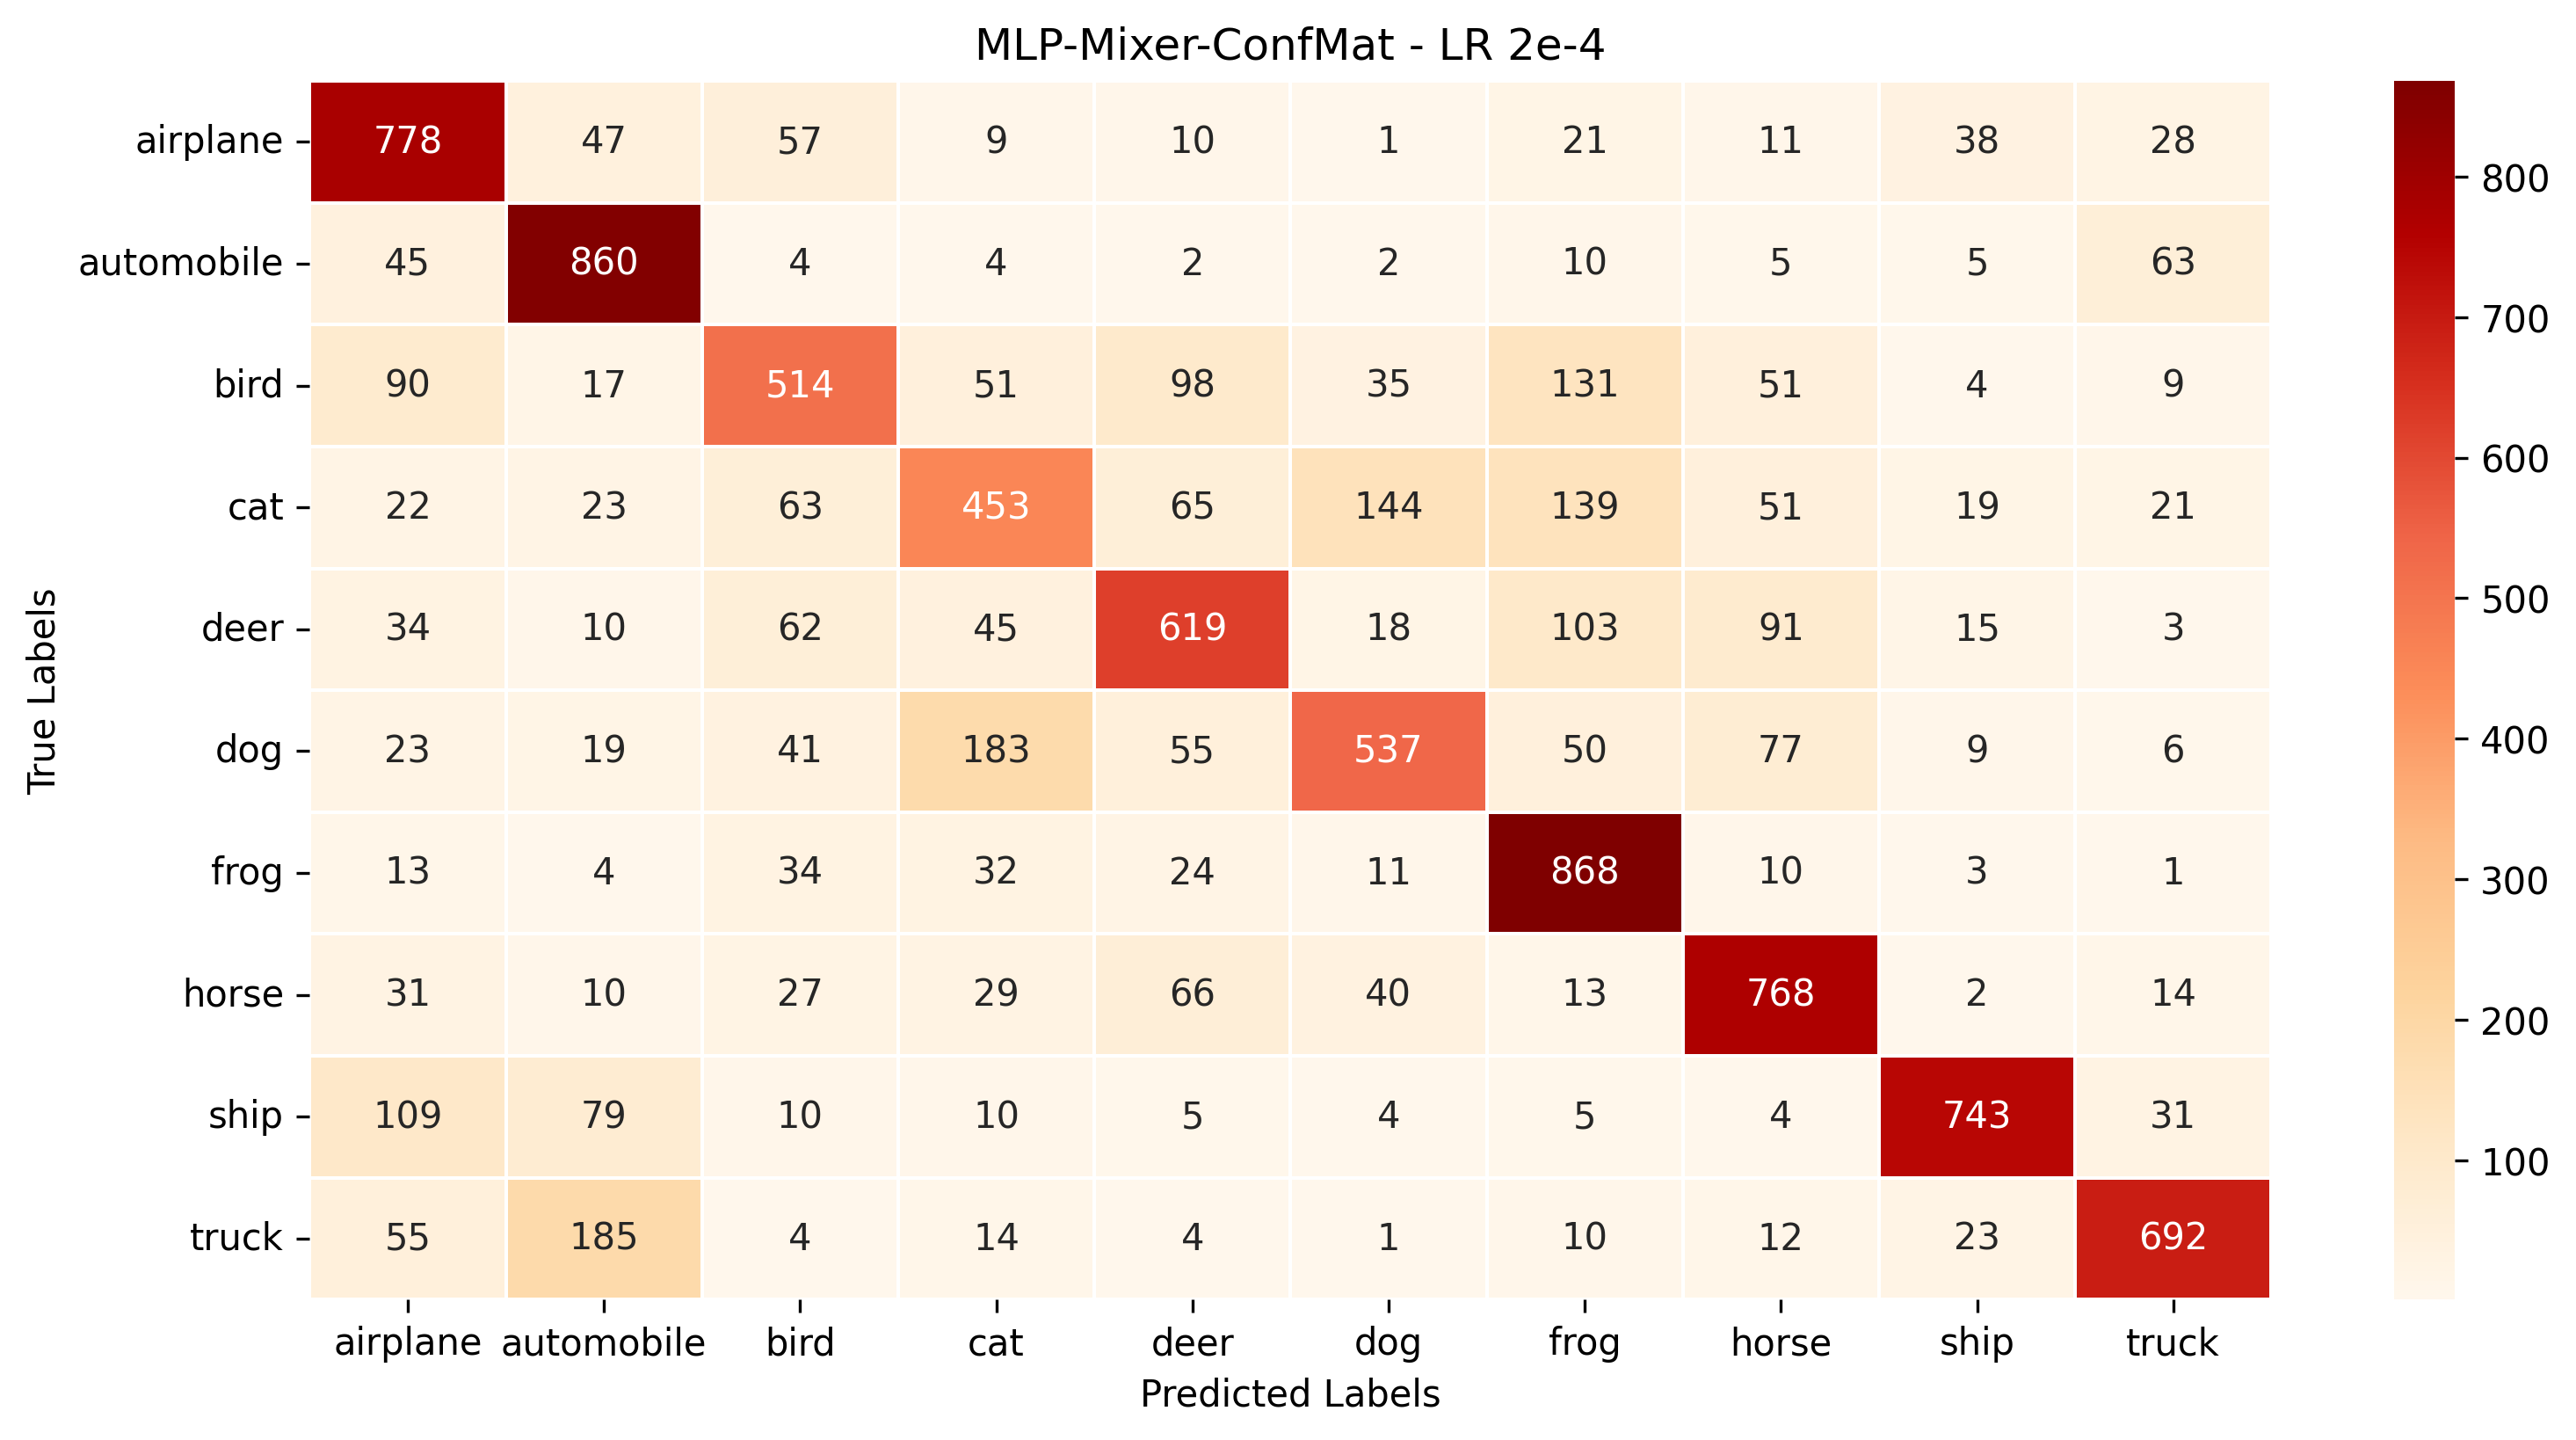 MLP-Mixer-ConfMat - LR 2e-4
airplane 778 47 57 9 10 1 21 11 38 28
automobile 45 860 4 4 2 2 10 5 5 63
bird 90 17 514 51 98 35 131 51 4 9
cat 22 23 63 453 65 144 139 51 19 21
deer 34 10 62 45 619 18 103 91 15 3
dog 23 19 41 183 55 537 50 77 9 6
frog 13 4 34 32 24 11 868 10 3 1
horse 31 10 27 29 66 40 13 768 2 14
ship 109 79 10 10 5 4 5 4 743 31
truck 55 185 4 14 4 1 10 12 23 692
airplane automobile bird cat deer dog frog horse ship truck
Predicted Labels
True Labels
800
700
600
500
400
300
200
100